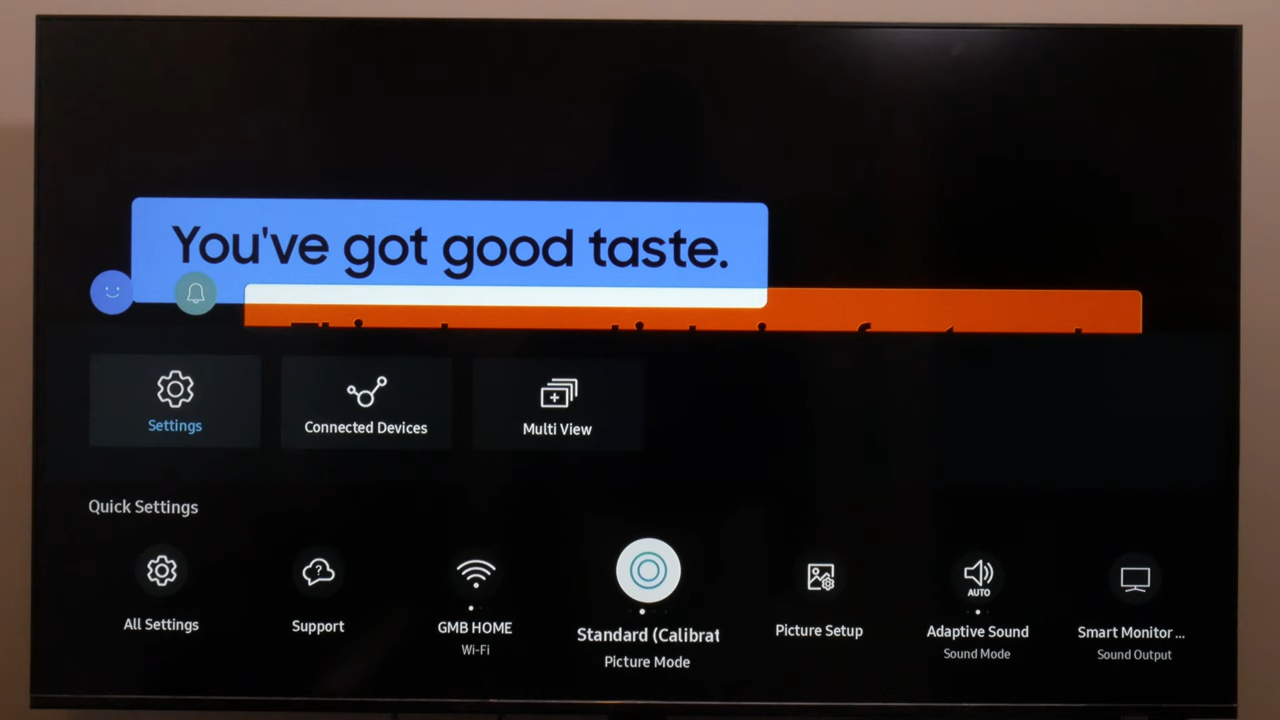 You've got good taste.
Settings
Connected Devices
Multi View
Quick Settings
All Settings
Support
GMB HOME
Wi-Fi
Standard (Calibrat
Picture Mode
Picture Setup
AUTO
Adaptive Sound
Sound Mode
Smart Monitor ...
Sound Output